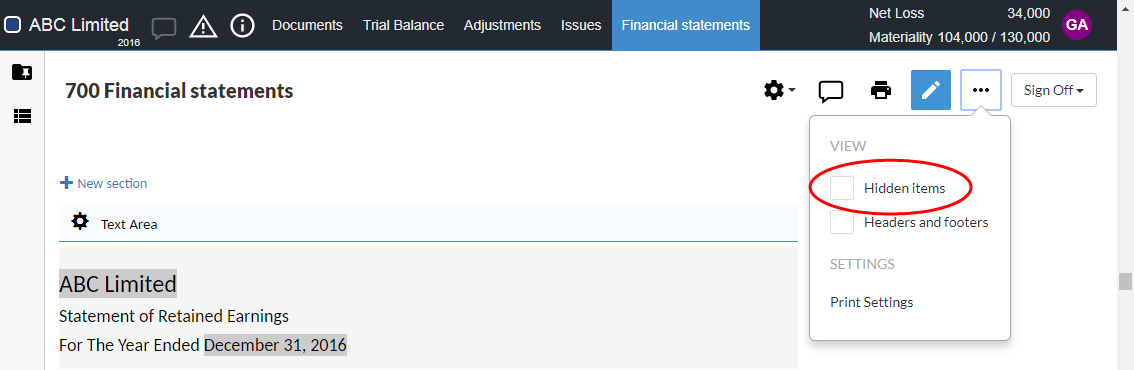 ABC Limited
2016
Documents
Trial Balance
Adjustments
Issues
Financial statements
Net Loss 34,000
Materiality 104,000 / 130,000
GA
700 Financial statements
Sign Off
VIEW
Hidden items
Headers and footers
SETTINGS
Print Settings
New section
Text Area
ABC Limited
Statement of Retained Earnings
For The Year Ended December 31, 2016